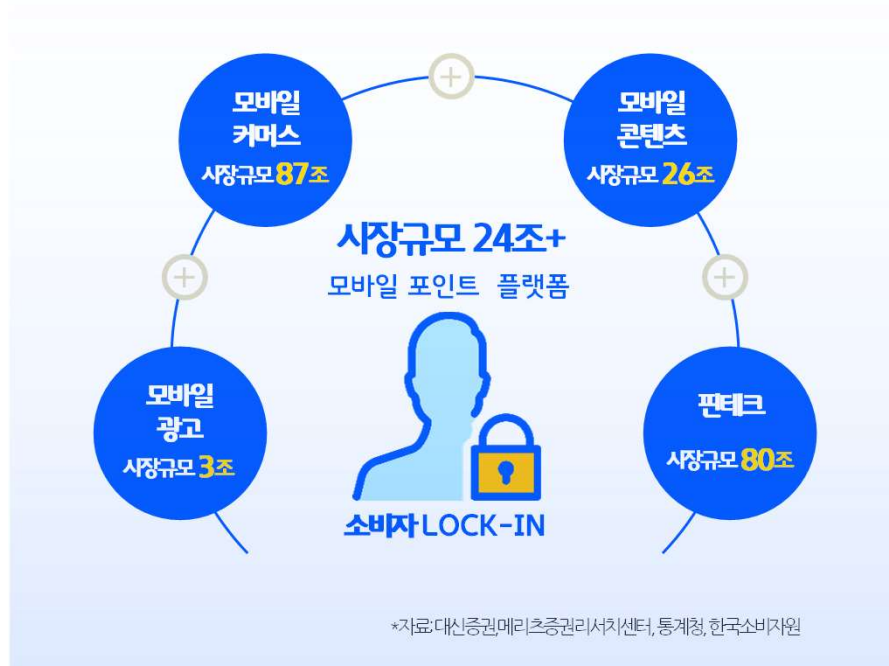 모바일
커머스
시장규모 87조
모바일
콘텐츠
시장규모 26조
시장규모 24조+
모바일 포인트 플랫폼
모바일
광고
시장규모 3조
핀테크
시장규모 80조
소비자 LOCK-IN
*자료:대신증권,메리츠증권리서치센터, 통계청, 한국소비자원